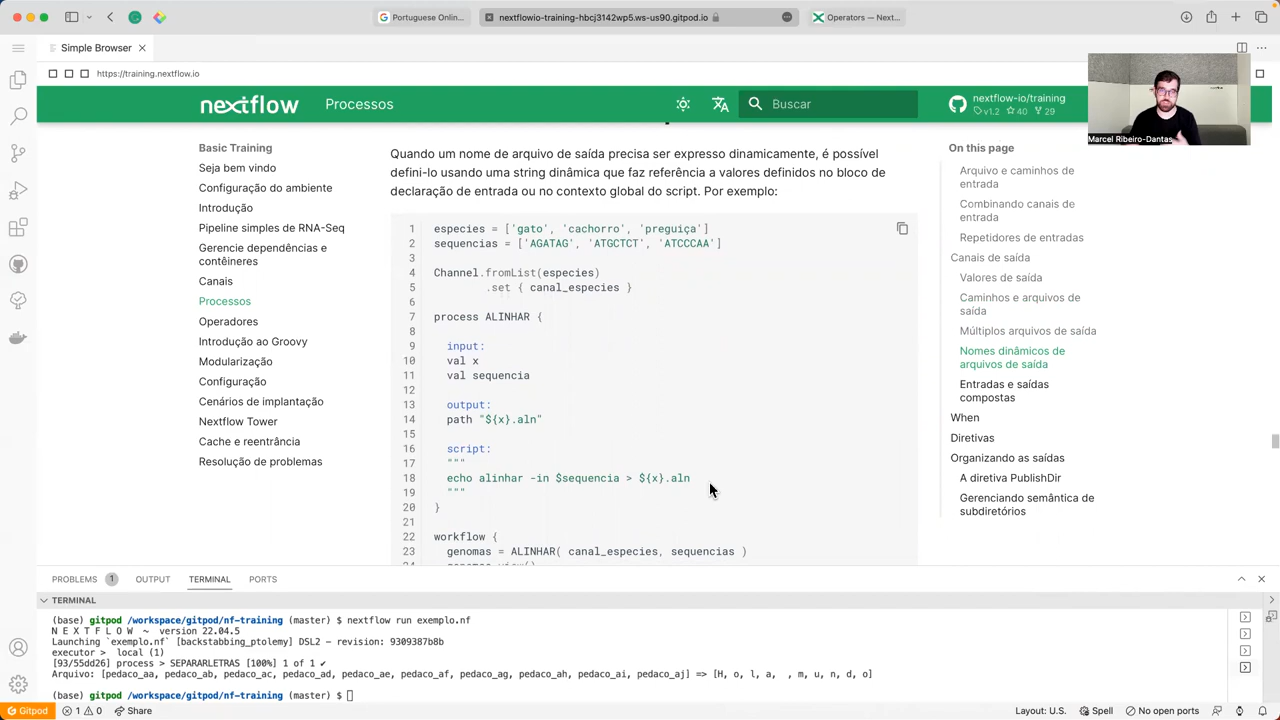 Portuguese Onlin...
nextflowio-training-hbcj3142wp5.ws-us90.gitpod.io
Operators — Next...
Simple Browser
https://training.nextflow.io
nextflow
Processos
Buscar
nextflow-io/training
v1.2 40 29
Marcel Ribeiro-Dantas
Basic Training
Seja bem vindo
Configuração do ambiente
Introdução
Pipeline simples de RNA-Seq
Gerencie dependências e
contêineres
Canais
Processos
Operadores
Introdução ao Groovy
Modularização
Configuração
Cenários de implantação
Nextflow Tower
Cache e reentrância
Resolução de problemas
Quando um nome de arquivo de saída precisa ser expresso dinamicamente, é possível
defini-lo usando uma string dinâmica que faz referência a valores definidos no bloco de
declaração de entrada ou no contexto global do script. Por exemplo:
1 especies = ['gato', 'cachorro', 'preguiça']
2 sequencias = ['AGATAG', 'ATGCTCT', 'ATCCCAA']
3
4 Channel.fromList(especies)
5 .set { canal_especies }
6
7 process ALINHAR {
8
9 input:
10 val x
11 val sequencia
12
13 output:
14 path "${x}.aln"
15
16 script:
17 """
18 echo alinhar -in $sequencia > ${x}.aln
19 """
20 }
21
22 workflow {
23 genomas = ALINHAR( canal_especies, sequencias )
24 genomas.view()
On this page
Arquivo e caminhos de
entrada
Combinando canais de
entrada
Repetidores de entradas
Canais de saída
Valores de saída
Caminhos e arquivos de
saída
Múltiplos arquivos de saída
Nomes dinâmicos de
arquivos de saída
Entradas e saídas
compostas
When
Diretivas
Organizando as saídas
A diretiva PublishDir
Gerenciando semântica de
subdiretórios
PROBLEMS 1 OUTPUT TERMINAL PORTS
TERMINAL
(base) gitpod /workspace/gitpod/nf-training (master) $ nextflow run exemplo.nf
N E X T F L O W ~ version 22.04.5
Launching `exemplo.nf` [backstabbing_ptolemy] DSL2 - revision: 9309387b8b
executor > local (1)
[93/55dd26] process > SEPARARLETRAS [100%] 1 of 1 ✔
Arquivo: [pedaco_aa, pedaco_ab, pedaco_ac, pedaco_ad, pedaco_ae, pedaco_af, pedaco_ag, pedaco_ah, pedaco_ai, pedaco_aj] => [H, o, l, a, , m, u, n, d, o]
(base) gitpod /workspace/gitpod/nf-training (master) $
Gitpod 1 0 Share Layout: U.S. Spell No open ports